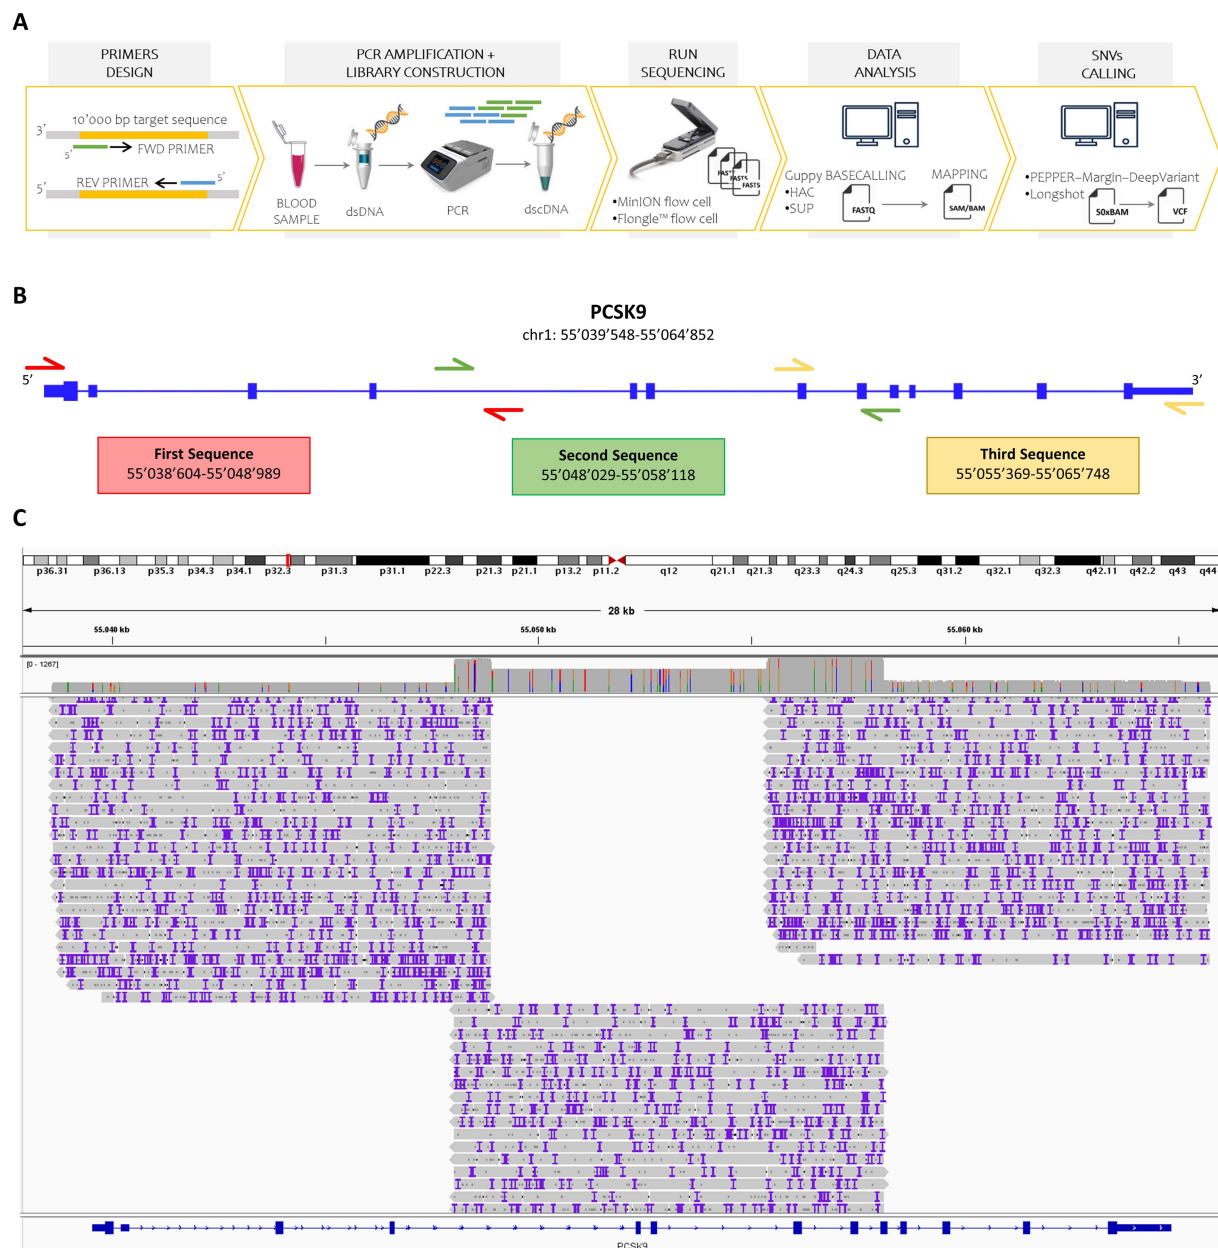 A
PRIMERS
DESIGN
PCR AMPLIFICATION +
LIBRARY CONSTRUCTION
RUN
SEQUENCING
DATA
ANALYSIS
SNVs
CALLING
10'000 bp target sequence
3'
5'
FWD PRIMER
REV PRIMER
5'
5'
BLOOD
SAMPLE
dsDNA
PCR
dscDNA
FAST5
FAST5
•MinION flow cell
•Flongle™ flow cell
Guppy BASECALLING
•HAC
•SUP
FASTQ
MAPPING
SAM/BAM
•PEPPER–Margin–DeepVariant
•Longshot
50xBAM
VCF
B
PCSK9
chr1: 55'039'548-55'064'852
5'
3'
First Sequence
55'038'604-55'048'989
Second Sequence
55'048'029-55'058'118
Third Sequence
55'055'369-55'065'748
C
p36.31 p36.13 p35.3 p34.3 p34.1 p32.3 p31.3 p31.1 p22.3 p21.3 p21.1 p13.2 p11.2 q12 q21.1 q21.3 q23.3 q24.3 q25.3 q31.2 q32.1 q32.3 q42.11 q42.2 q43 q44
28 kb
55.040 kb 55.050 kb 55.060 kb
[0 - 1267]
PCSK9